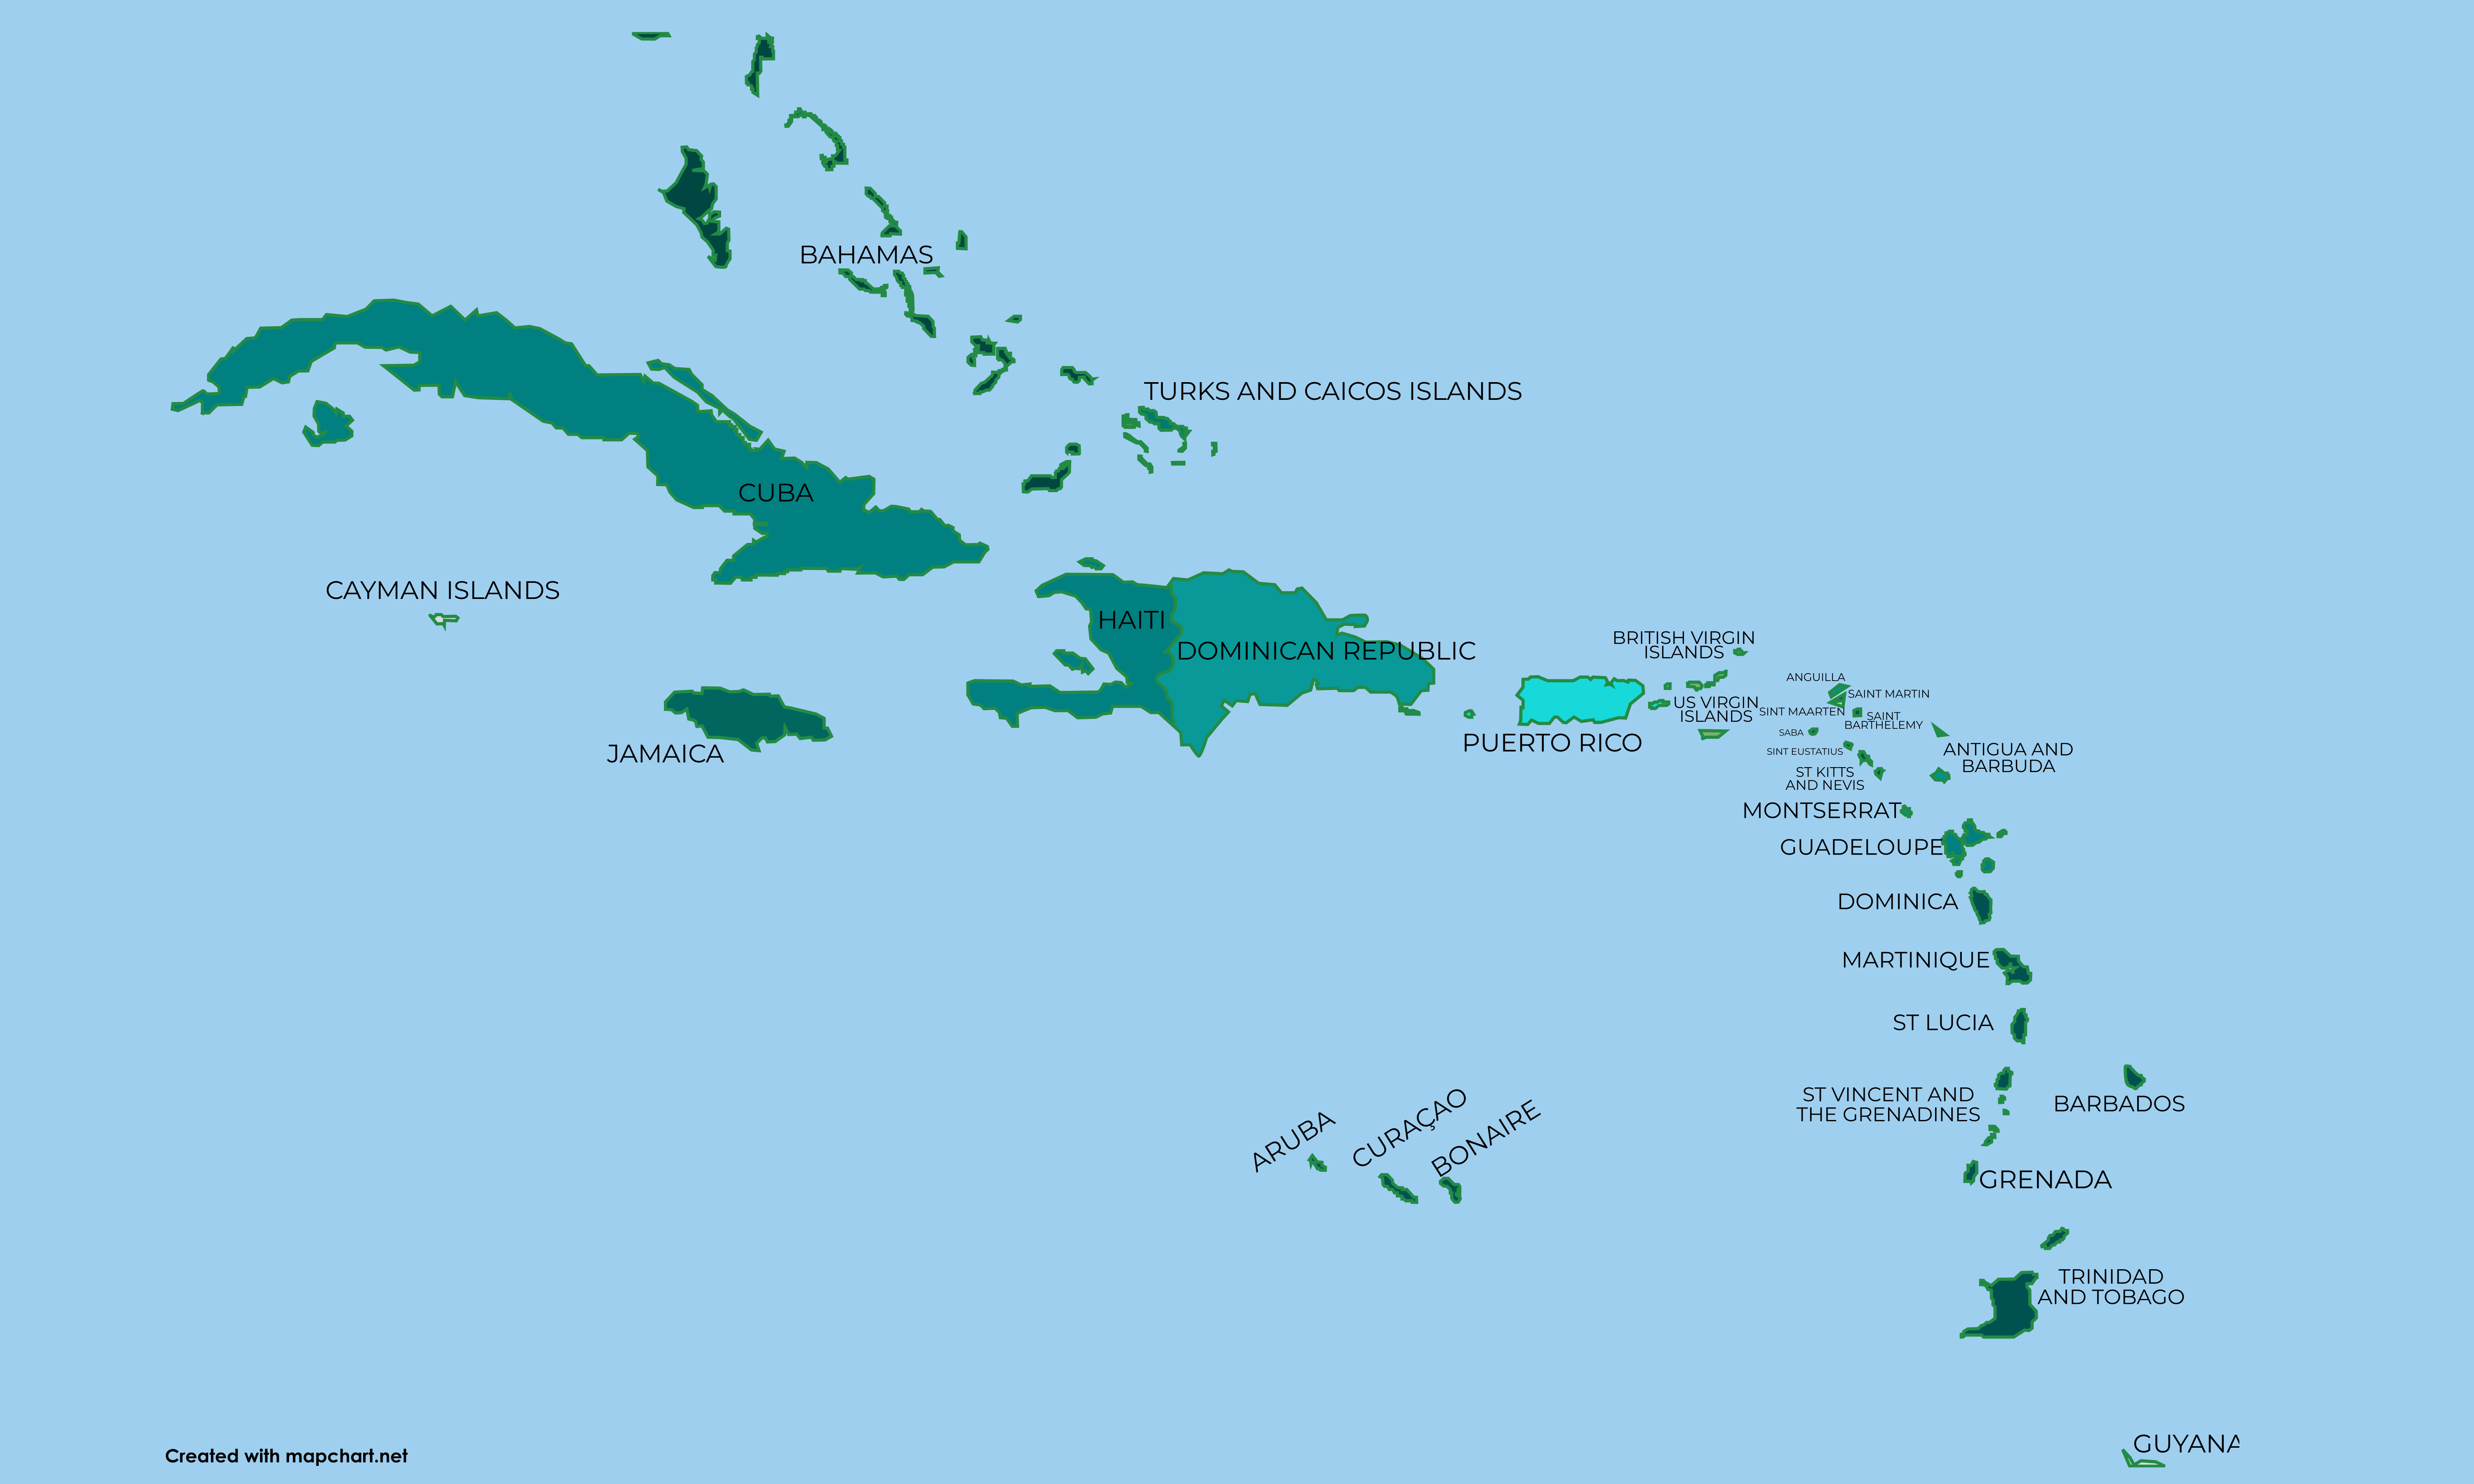 BAHAMAS
TURKS AND CAICOS ISLANDS
CUBA
CAYMAN ISLANDS
HAITI
DOMINICAN REPUBLIC
JAMAICA
PUERTO RICO
BRITISH VIRGIN
ISLANDS
US VIRGIN
ISLANDS
ANGUILLA
SAINT MARTIN
SINT MAARTEN
SAINT
BARTHELEMY
SABA
SINT EUSTATIUS
ST KITTS
AND NEVIS
ANTIGUA AND
BARBUDA
MONTSERRAT
GUADELOUPE
DOMINICA
MARTINIQUE
ST LUCIA
ST VINCENT AND
THE GRENADINES
BARBADOS
GRENADA
ARUBA
CURAÇAO
BONAIRE
TRINIDAD
AND TOBAGO
GUYANA
Created with mapchart.net